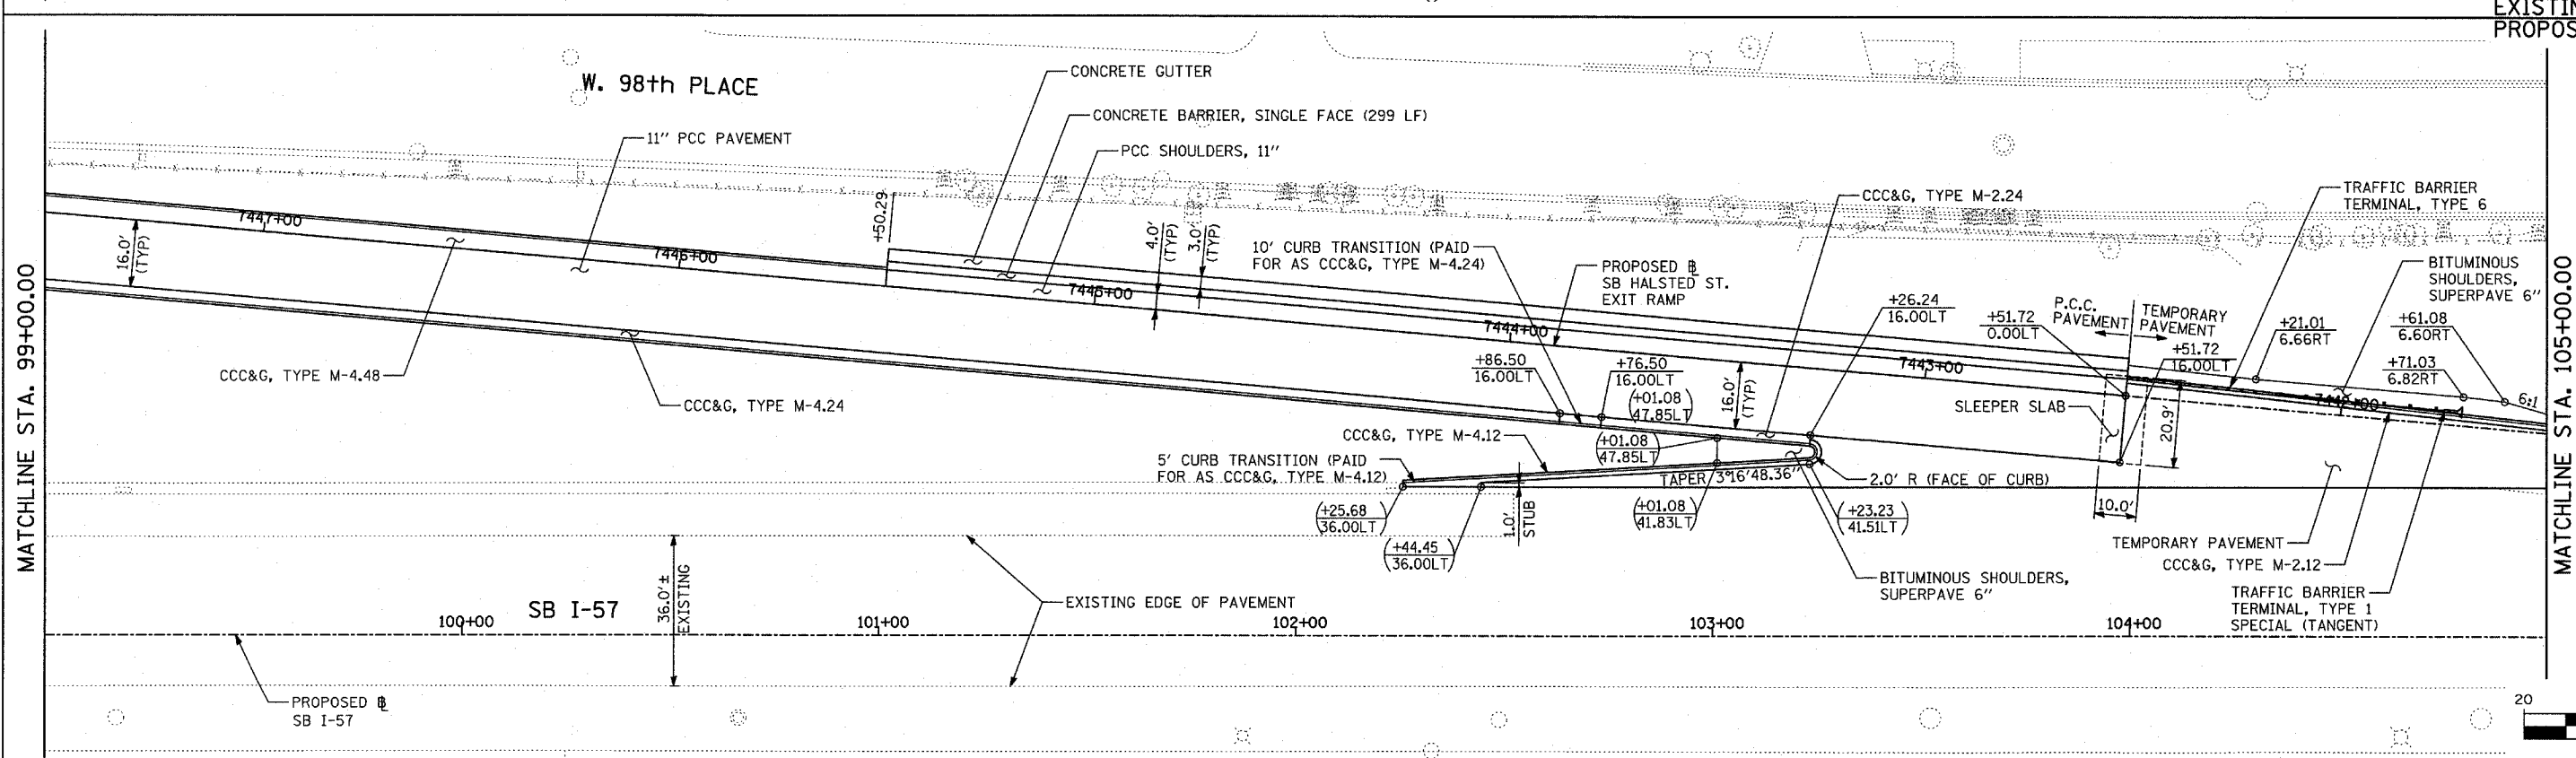 EXISTIN
PROPOS
W. 98th PLACE
CONCRETE GUTTER
CONCRETE BARRIER, SINGLE FACE (299 LF)
11" PCC PAVEMENT
PCC SHOULDERS, 11"
CCC&G, TYPE M-2.24
TRAFFIC BARRIER
TERMINAL, TYPE 6
7447+00
16.0'
(TYP)
+50.29
4.0'
(TYP)
3.0'
(TYP)
7446+00
7445+00
10' CURB TRANSITION (PAID
FOR AS CCC&G, TYPE M-4.24)
PROPOSED BL
SB HALSTED ST.
EXIT RAMP
BITUMINOUS
SHOULDERS,
SUPERPAVE 6"
+26.24
16.00LT
+51.72
0.00LT
P.C.C.
PAVEMENT
TEMPORARY
PAVEMENT
+21.01
6.66RT
+61.08
6.60RT
7444+00
+86.50
16.00LT
+76.50
16.00LT
(+01.08)
47.85LT
16.0'
(TYP)
7443+00
+51.72
16.00LT
+71.03
6.82RT
6:1
CCC&G, TYPE M-4.48
CCC&G, TYPE M-4.24
SLEEPER SLAB
20.9'
7442+00
CCC&G, TYPE M-4.12
(+01.08)
47.85LT
5' CURB TRANSITION (PAID
FOR AS CCC&G, TYPE M-4.12)
TAPER 3°16'48.36"
2.0' R (FACE OF CURB)
(+25.68)
36.00LT
(+44.45)
36.00LT
1.0'
STUB
(+01.08)
41.83LT
(+23.23)
41.51LT
10.0'
TEMPORARY PAVEMENT
CCC&G, TYPE M-2.12
BITUMINOUS SHOULDERS,
SUPERPAVE 6"
TRAFFIC BARRIER
TERMINAL, TYPE 1
SPECIAL (TANGENT)
MATCHLINE STA. 99+00.00
MATCHLINE STA. 105+00.00
36.0'±
EXISTING
EXISTING EDGE OF PAVEMENT
SB I-57
100+00
101+00
102+00
103+00
104+00
PROPOSED BL
SB I-57
20